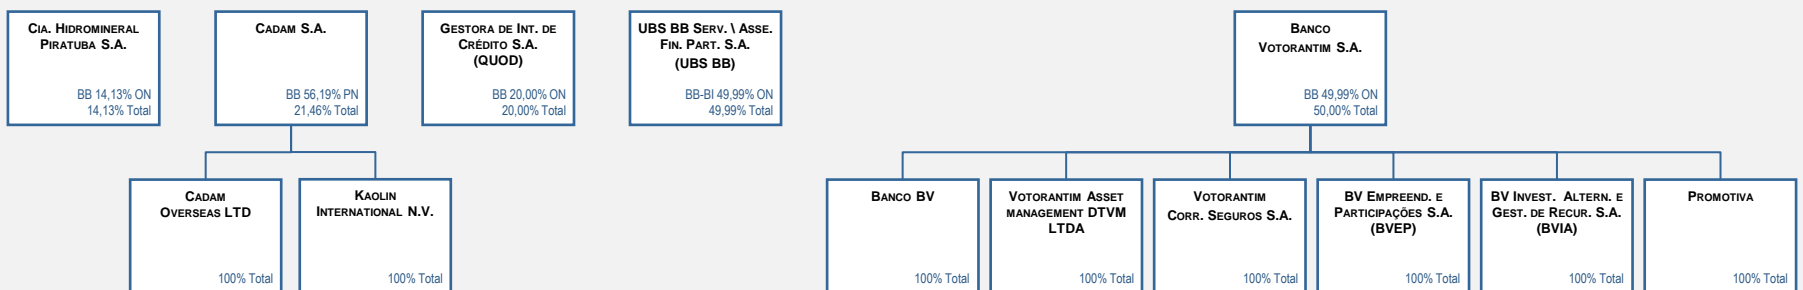 CIA. HIDROMINERAL
PIRATUBA S.A.
BB 14,13% ON
14,13% Total
CADAM S.A.
BB 56,19% PN
21,46% Total
GESTORA DE INT. DE
CRÉDITO S.A.
(QUOD)
BB 20,00% ON
20,00% Total
UBS BB SERV. \ ASSE.
FIN. PART. S.A.
(UBS BB)
BB-BI 49,99% ON
49,99% Total
BANCO
VOTORANTIM S.A.
BB 49,99% ON
50,00% Total
CADAM
OVERSEAS LTD
100% Total
KAOLIN
INTERNATIONAL N.V.
100% Total
BANCO BV
100% Total
VOTORANTIM ASSET
MANAGEMENT DTVM
LTDA
100% Total
VOTORANTIM
CORR. SEGUROS S.A.
100% Total
BV EMPREEND. E
PARTICIPAÇÕES S.A.
(BVEP)
100% Total
BV INVEST. ALTERN. E
GEST. DE RECUR. S.A.
(BVIA)
100% Total
PROMOTIVA
100% Total